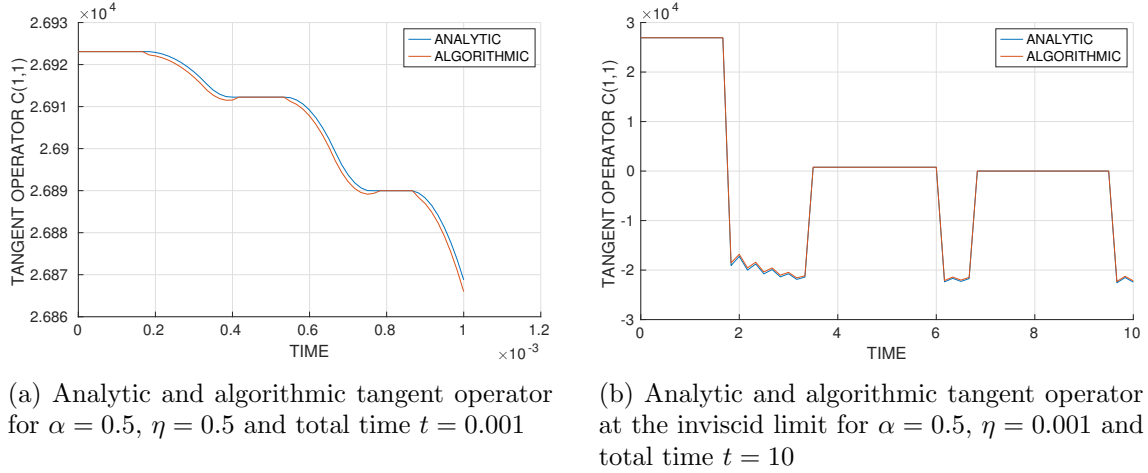 ×10⁴
2.693
2.692
2.691
2.69
2.689
2.688
2.687
2.686
TANGENT OPERATOR C(1,1)
ANALYTIC
ALGORITHMIC
0 0.2 0.4 0.6 0.8 1 1.2
TIME
×10⁻³
(a) Analytic and algorithmic tangent operator
for α = 0.5, η = 0.5 and total time t = 0.001
×10⁴
3
2
1
0
-1
-2
-3
TANGENT OPERATOR C(1,1)
ANALYTIC
ALGORITHMIC
0 2 4 6 8 10
TIME
(b) Analytic and algorithmic tangent operator
at the inviscid limit for α = 0.5, η = 0.001 and
total time t = 10